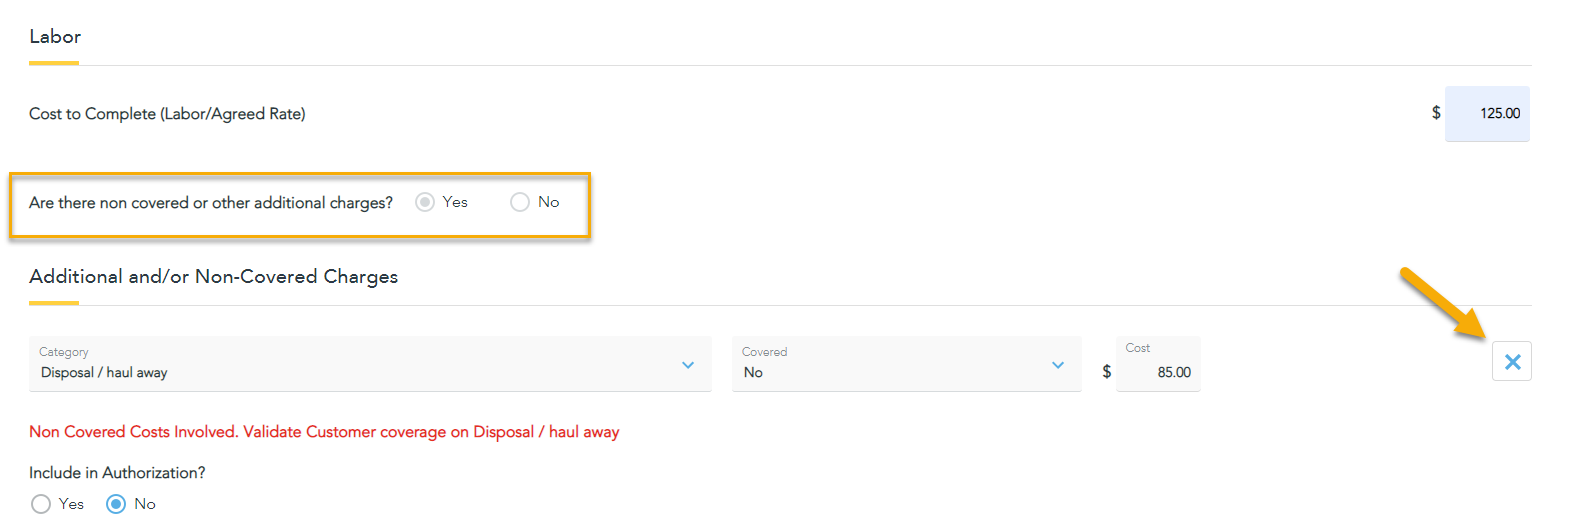 Labor
Cost to Complete (Labor/Agreed Rate) $ 125.00
Are there non covered or other additional charges? Yes No
Additional and/or Non-Covered Charges
Category Covered Cost
Disposal / haul away No $ 85.00
Non Covered Costs Involved. Validate Customer coverage on Disposal / haul away
Include in Authorization?
Yes No